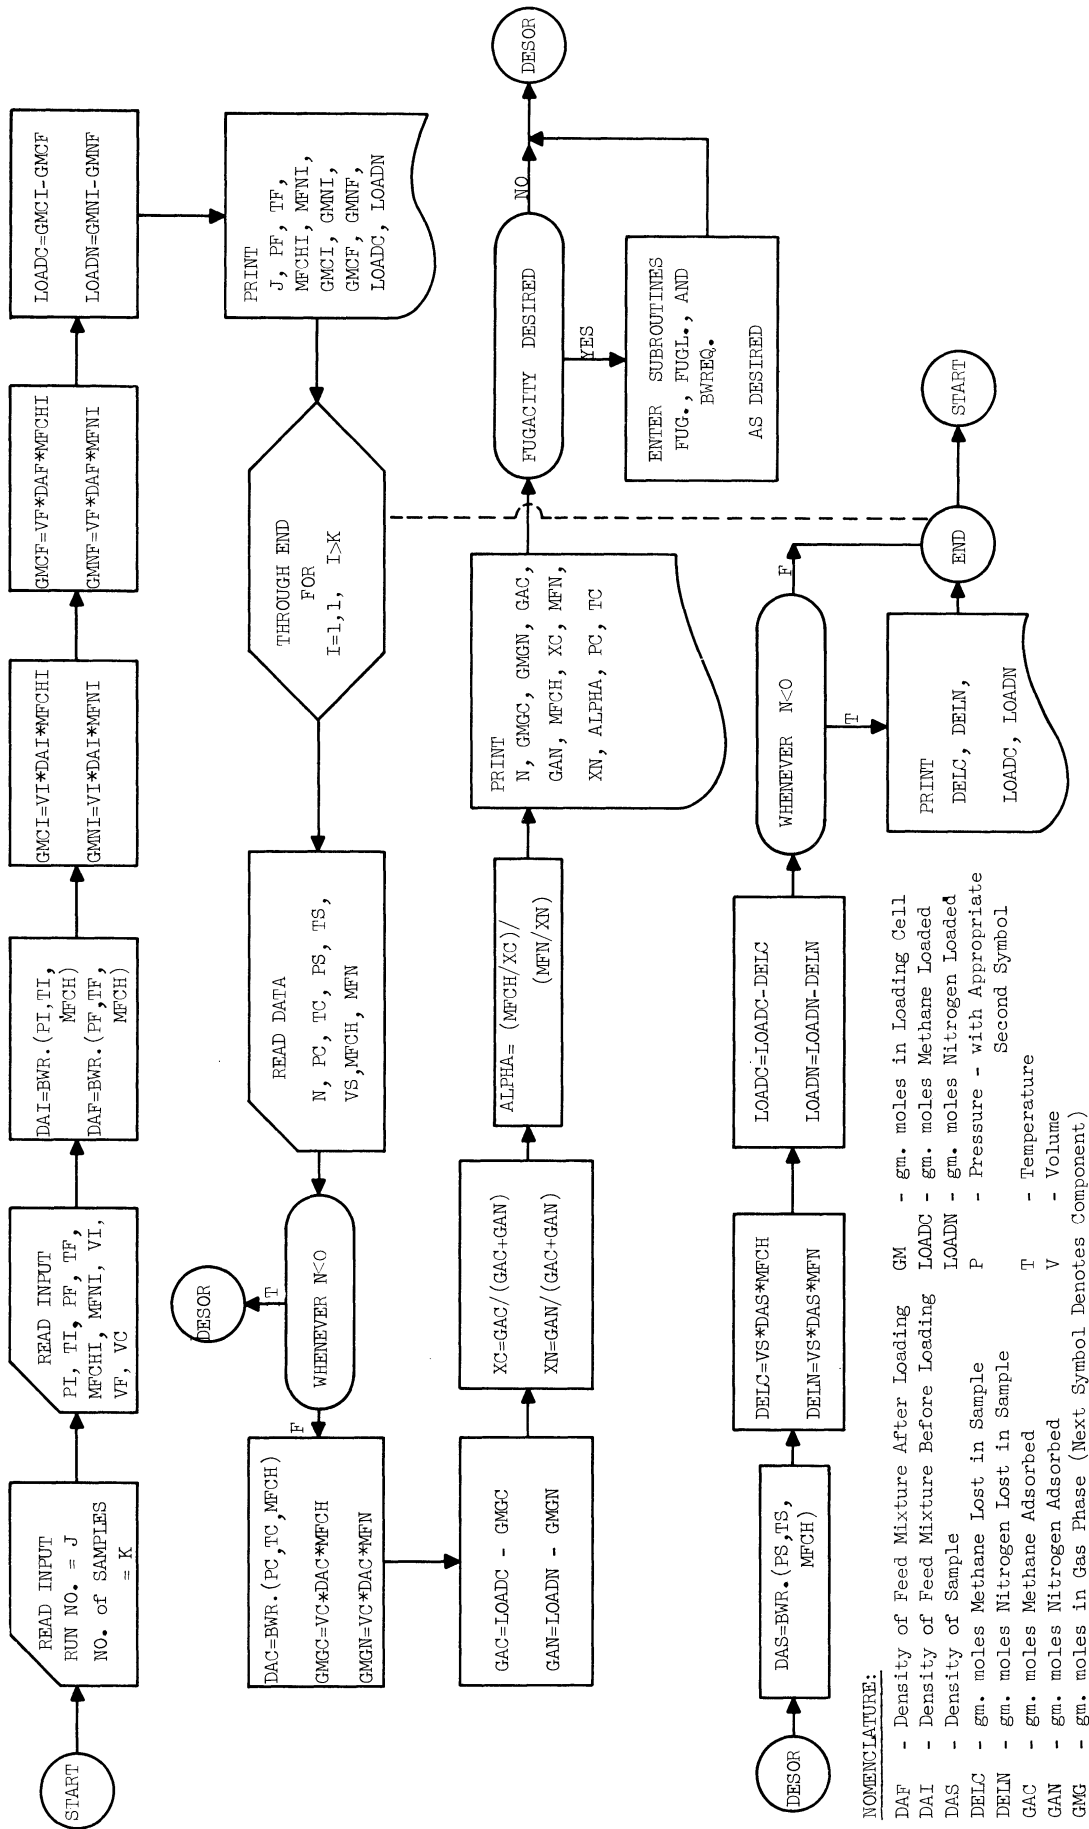 START
READ INPUT
RUN NO. = J
NO. of SAMPLES
= K
READ INPUT
PI, TI, PF, TF,
MFCHI, MFNI, VI,
VF, VC
DAI=BWR.(PI,TI,
MFCH)
DAF=BWR.(PF,TF,
MFCH)
GMCI=VI*DAI*MFCHI
GMNI=VI*DAI*MFNI
GMCF=VF*DAF*MFCHI
GMNF=VF*DAF*MFNI
LOADC=GMCI-GMCF
LOADN=GMNI-GMNF
PRINT
J, PF, TF,
MFCHI, MFNI,
GMCI, GMNI,
GMCF, GMNF,
LOADC, LOADN
THROUGH END
FOR
I=1,1, I>K
READ DATA
N, PC, TC, PS, TS,
VS,MFCH, MFN
WHENEVER N<0
T
DESOR
F
DAC=BWR.(PC,TC,MFCH)
GMGC=VC*DAC*MFCH
GMGN=VC*DAC*MFN
GAC=LOADC - GMGC
GAN=LOADN - GMGN
XC=GAC/(GAC+GAN)
XN=GAN/(GAC+GAN)
ALPHA= (MFCH/XC)/
(MFN/XN)
PRINT
N, GMGC, GMGN, GAC,
GAN, MFCH, XC, MFN,
XN, ALPHA, PC, TC
FUGACITY DESIRED
NO
DESOR
YES
ENTER SUBROUTINES
FUG., FUGL., AND
BWREQ.
AS DESIRED
DESOR
DAS=BWR.(PS,TS,
MFCH)
DELC=VS*DAS*MFCH
DELN=VS*DAS*MFN
LOADC=LOADC-DELC
LOADN=LOADN-DELN
WHENEVER N<0
F
T
PRINT
DELC, DELN,
LOADC, LOADN
END
START
NOMENCLATURE:
DAF - Density of Feed Mixture After Loading
DAI - Density of Feed Mixture Before Loading
DAS - Density of Sample
DELC - gm. moles Methane Lost in Sample
DELN - gm. moles Nitrogen Lost in Sample
GAC - gm. moles Methane Adsorbed
GAN - gm. moles Nitrogen Adsorbed
GMG - gm. moles in Gas Phase (Next Symbol Denotes Component)
GM - gm. moles in Loading Cell
LOADC - gm. moles Methane Loaded
LOADN - gm. moles Nitrogen Loaded
P - Pressure - with Appropriate
Second Symbol
T - Temperature
V - Volume